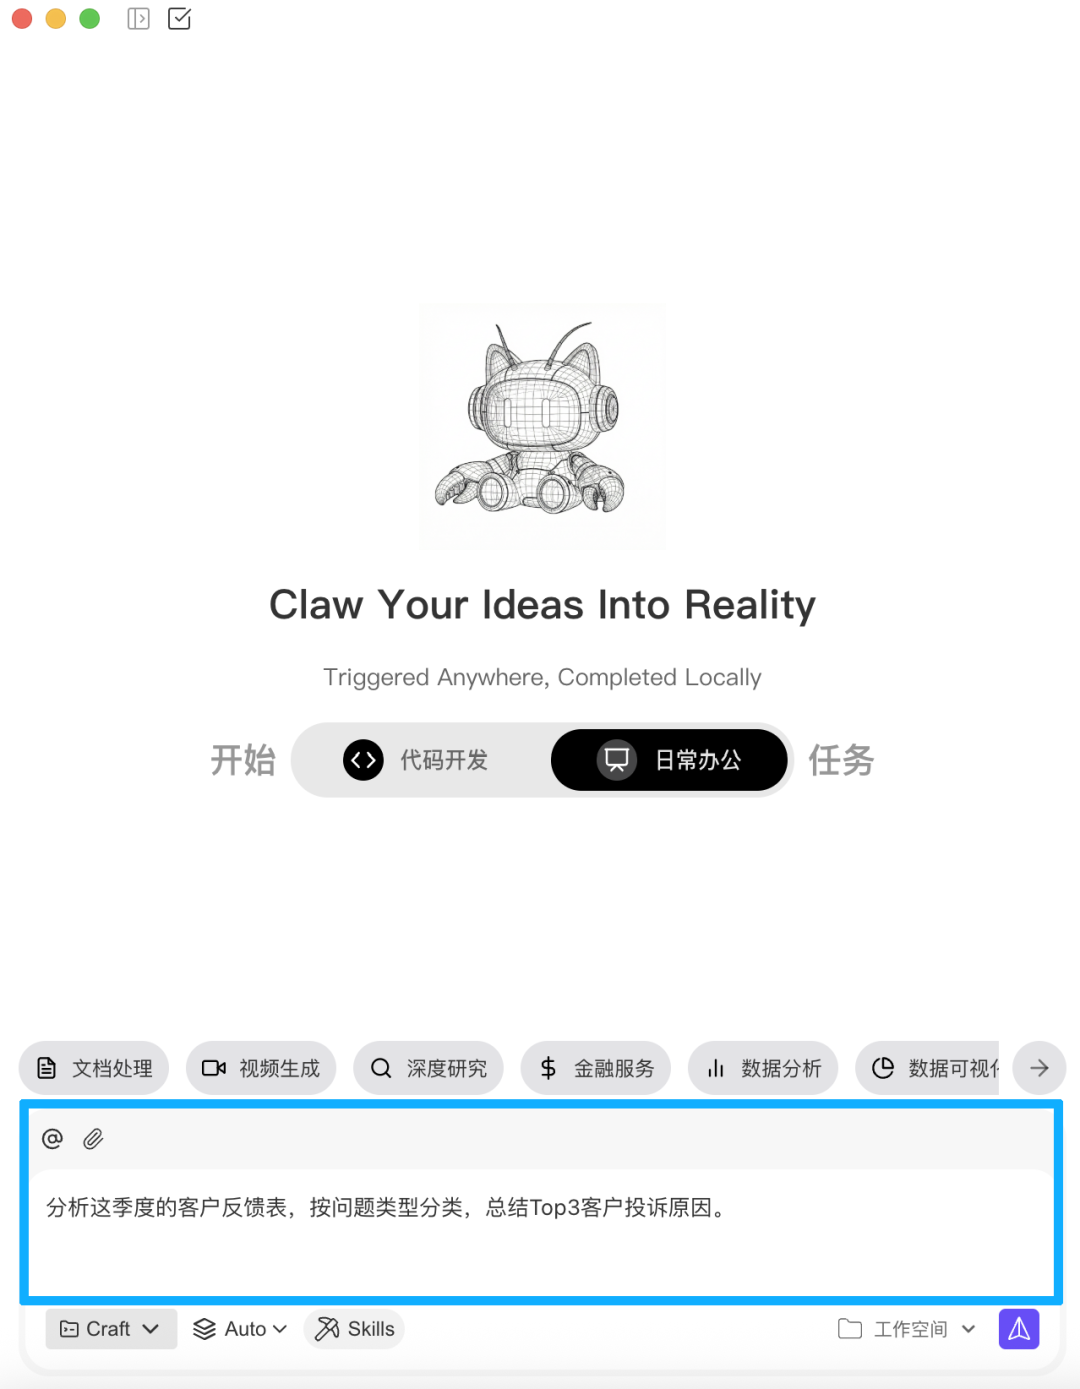 Claw Your Ideas Into Reality
Triggered Anywhere, Completed Locally
开始 代码开发 日常办公 任务
文档处理 视频生成 深度研究 金融服务 数据分析 数据可视
分析这季度的客户反馈表，按问题类型分类，总结Top3客户投诉原因。
Craft Auto Skills 工作空间